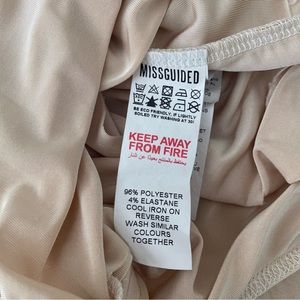 MISSGUIDED
BE ECO FRIENDLY, IF LIGHTLY
SOILED TRY WASHING AT 30!
KEEP AWAY
FROM FIRE
96% POLYESTER
4% ELASTANE
COOL IRON ON
REVERSE
WASH SIMILAR
COLOURS
TOGETHER